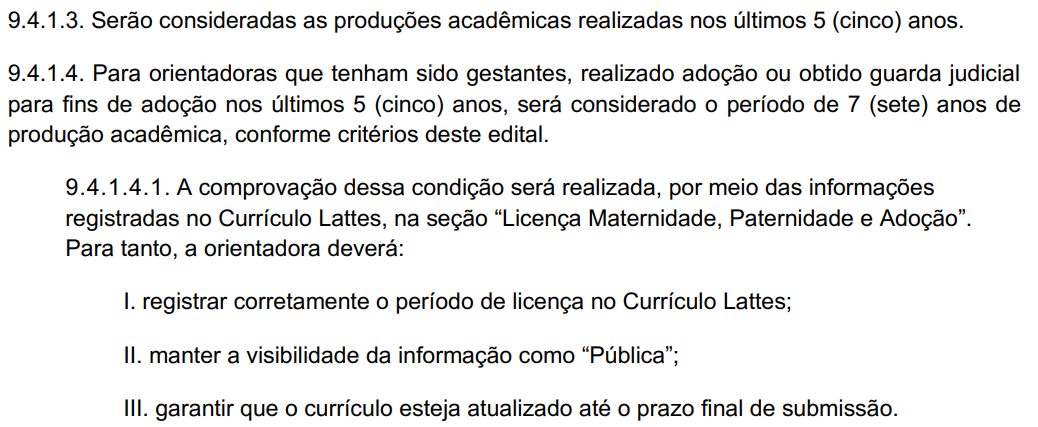 9.4.1.3. Serão consideradas as produções acadêmicas realizadas nos últimos 5 (cinco) anos.
9.4.1.4. Para orientadoras que tenham sido gestantes, realizado adoção ou obtido guarda judicial
para fins de adoção nos últimos 5 (cinco) anos, será considerado o período de 7 (sete) anos de
produção acadêmica, conforme critérios deste edital.
9.4.1.4.1. A comprovação dessa condição será realizada, por meio das informações
registradas no Currículo Lattes, na seção “Licença Maternidade, Paternidade e Adoção”.
Para tanto, a orientadora deverá:
I. registrar corretamente o período de licença no Currículo Lattes;
II. manter a visibilidade da informação como “Pública”;
III. garantir que o currículo esteja atualizado até o prazo final de submissão.